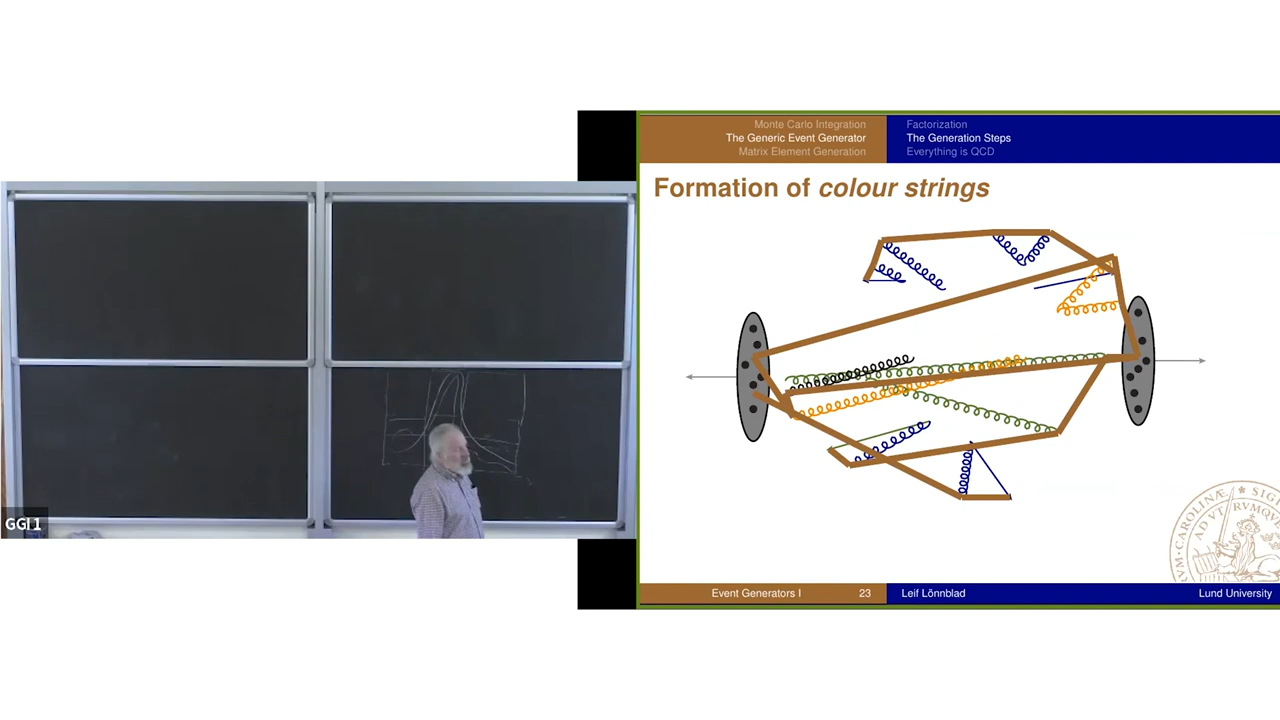 Monte Carlo Integration
The Generic Event Generator
Matrix Element Generation
Factorization
The Generation Steps
Everything is QCD
Formation of colour strings
GGI 1
Event Generators I
23
Leif Lönnblad
Lund University